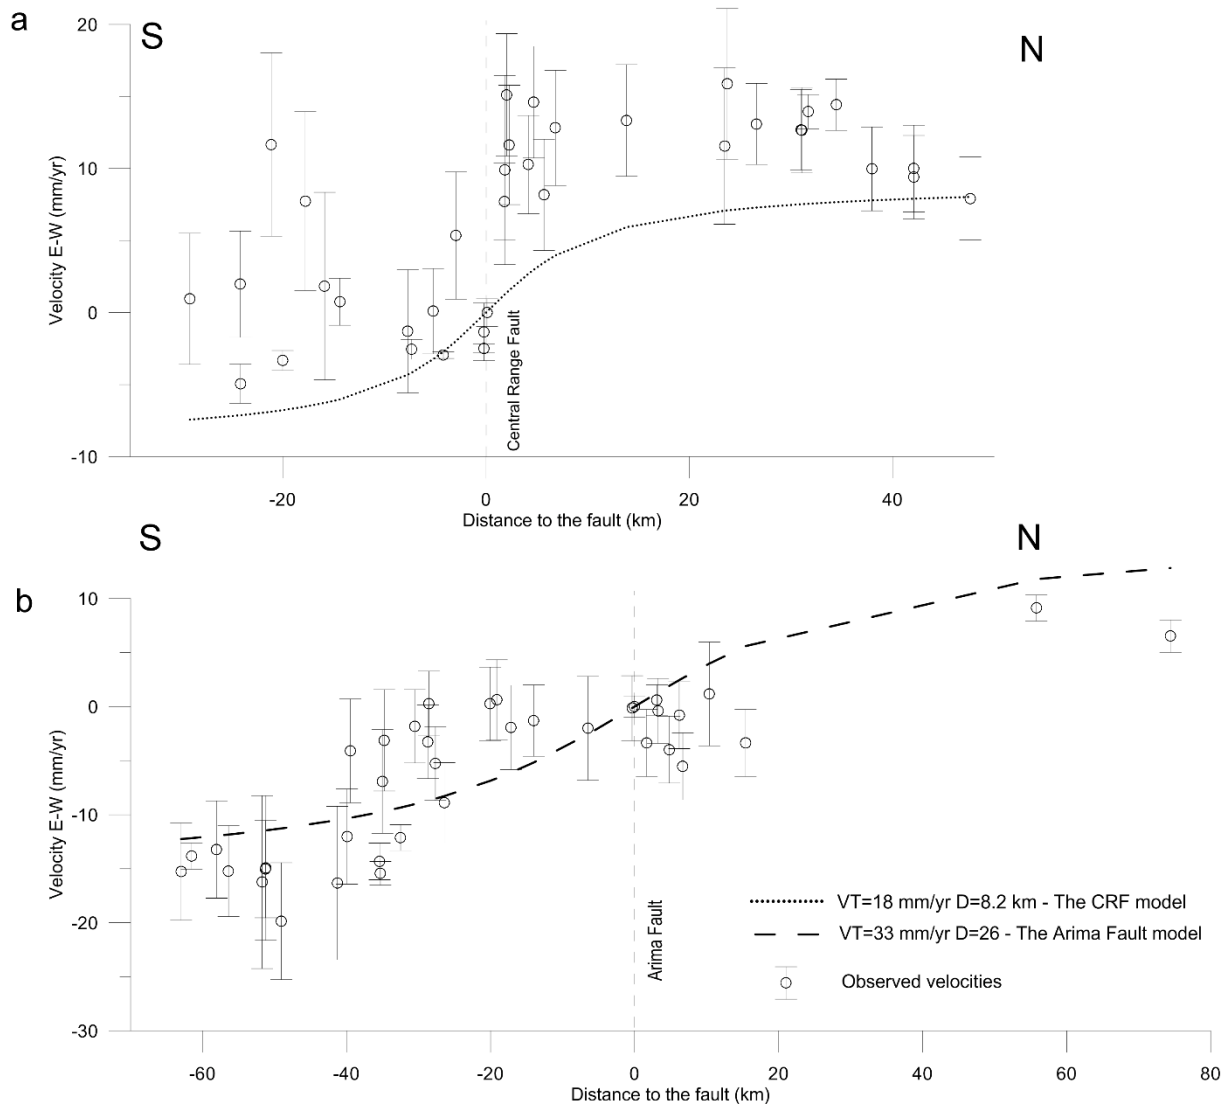 a
S
N
20
10
0
-10
Velocity E-W (mm/yr)
Central Range Fault
-20
0
20
40
Distance to the fault (km)
S
N
b
10
0
-10
-20
-30
Velocity E-W (mm/yr)
Arima Fault
VT=18 mm/yr D=8.2 km - The CRF model
VT=33 mm/yr D=26 - The Arima Fault model
Observed velocities
-60
-40
-20
0
20
40
60
80
Distance to the fault (km)